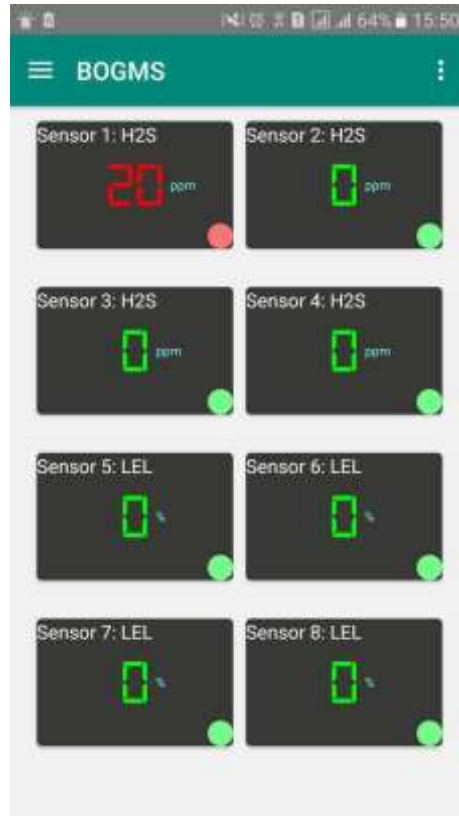 64% 15:50
BOGMS
Sensor 1: H2S Sensor 2: H2S
20 ppm 0 ppm
Sensor 3: H2S Sensor 4: H2S
0 ppm 0 ppm
Sensor 5: LEL Sensor 6: LEL
0 % 0 %
Sensor 7: LEL Sensor 8: LEL
0 % 0 %